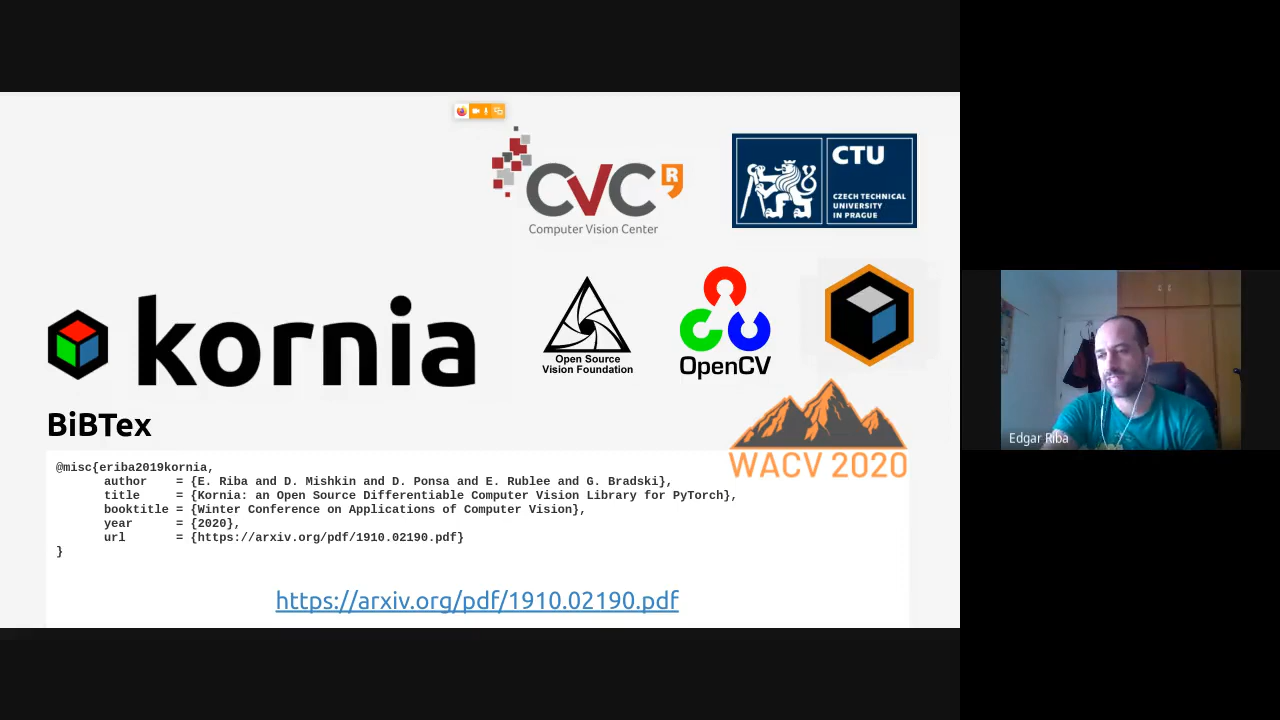 CVC R
Computer Vision Center
CTU
CZECH TECHNICAL
UNIVERSITY
IN PRAGUE
kornia
Open Source
Vision Foundation
OpenCV
WACV 2020
BiBTex
@misc{eriba2019kornia,
author = {E. Riba and D. Mishkin and D. Ponsa and E. Rublee and G. Bradski},
title = {Kornia: an Open Source Differentiable Computer Vision Library for PyTorch},
booktitle = {Winter Conference on Applications of Computer Vision},
year = {2020},
url = {https://arxiv.org/pdf/1910.02190.pdf}
}
https://arxiv.org/pdf/1910.02190.pdf
Edgar Riba